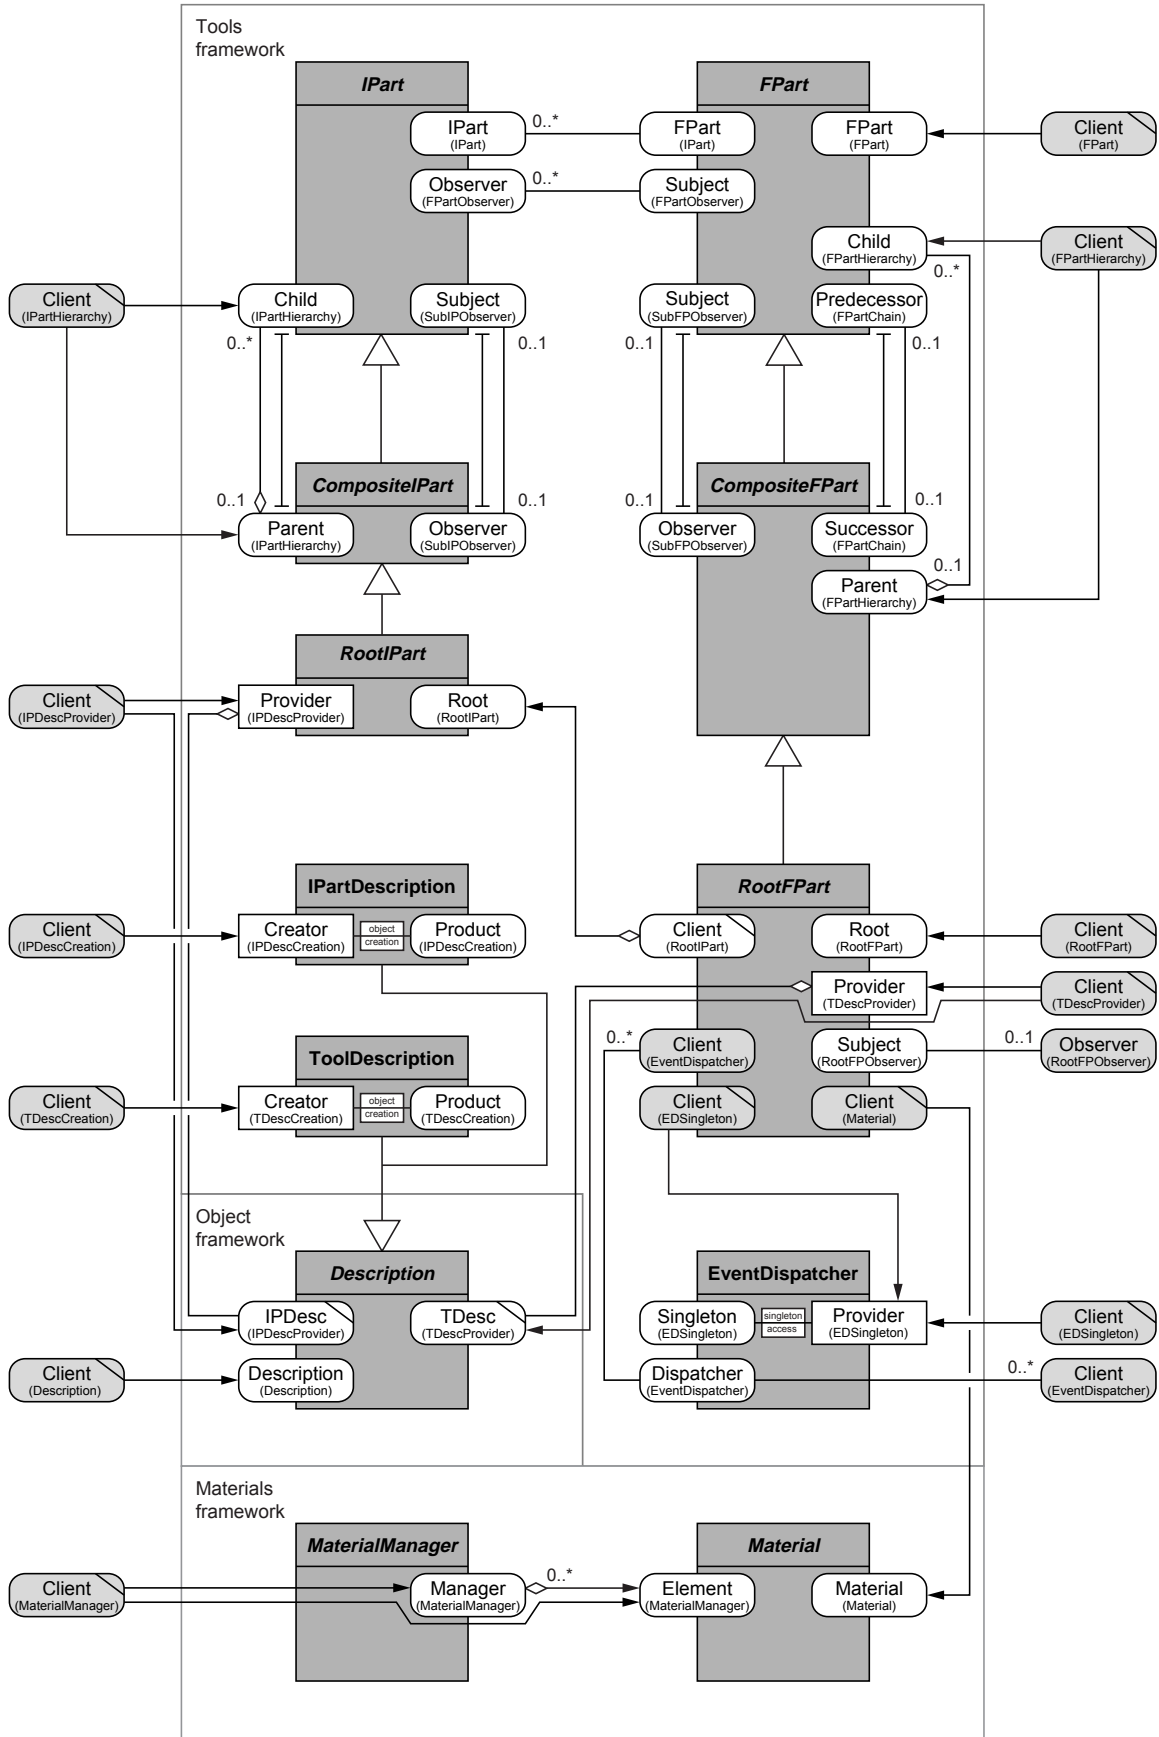 Tools
framework
IPart
FPart
IPart
(IPart)
0..*
FPart
(IPart)
FPart
(FPart)
Client
(FPart)
Observer
(FPartObserver)
0..*
Subject
(FPartObserver)
Child
(FPartHierarchy)
0..*
Client
(FPartHierarchy)
Client
(IPartHierarchy)
Child
(IPartHierarchy)
Subject
(SubIPObserver)
Subject
(SubFPObserver)
Predecessor
(FPartChain)
0..*
0..1
0..1
0..1
CompositeIPart
CompositeFPart
0..1
0..1
0..1
0..1
Parent
(IPartHierarchy)
Observer
(SubIPObserver)
Observer
(SubFPObserver)
Successor
(FPartChain)
0..1
Parent
(FPartHierarchy)
RootIPart
Client
(IPDescProvider)
Provider
(IPDescProvider)
Root
(RootIPart)
IPartDescription
RootFPart
Client
(IPDescCreation)
Creator
(IPDescCreation)
object
creation
Product
(IPDescCreation)
Client
(RootIPart)
Root
(RootFPart)
Client
(RootFPart)
Provider
(TDescProvider)
Client
(TDescProvider)
ToolDescription
0..*
Client
(EventDispatcher)
Subject
(RootFPObserver)
0..1
Observer
(RootFPObserver)
Client
(TDescCreation)
Creator
(TDescCreation)
object
creation
Product
(TDescCreation)
Client
(EDSingleton)
Client
(Material)
Object
framework
Description
EventDispatcher
IPDesc
(IPDescProvider)
TDesc
(TDescProvider)
Singleton
(EDSingleton)
singleton
access
Provider
(EDSingleton)
Client
(EDSingleton)
Client
(Description)
Description
(Description)
Dispatcher
(EventDispatcher)
0..*
Client
(EventDispatcher)
Materials
framework
MaterialManager
Material
Client
(MaterialManager)
Manager
(MaterialManager)
0..*
Element
(MaterialManager)
Material
(Material)